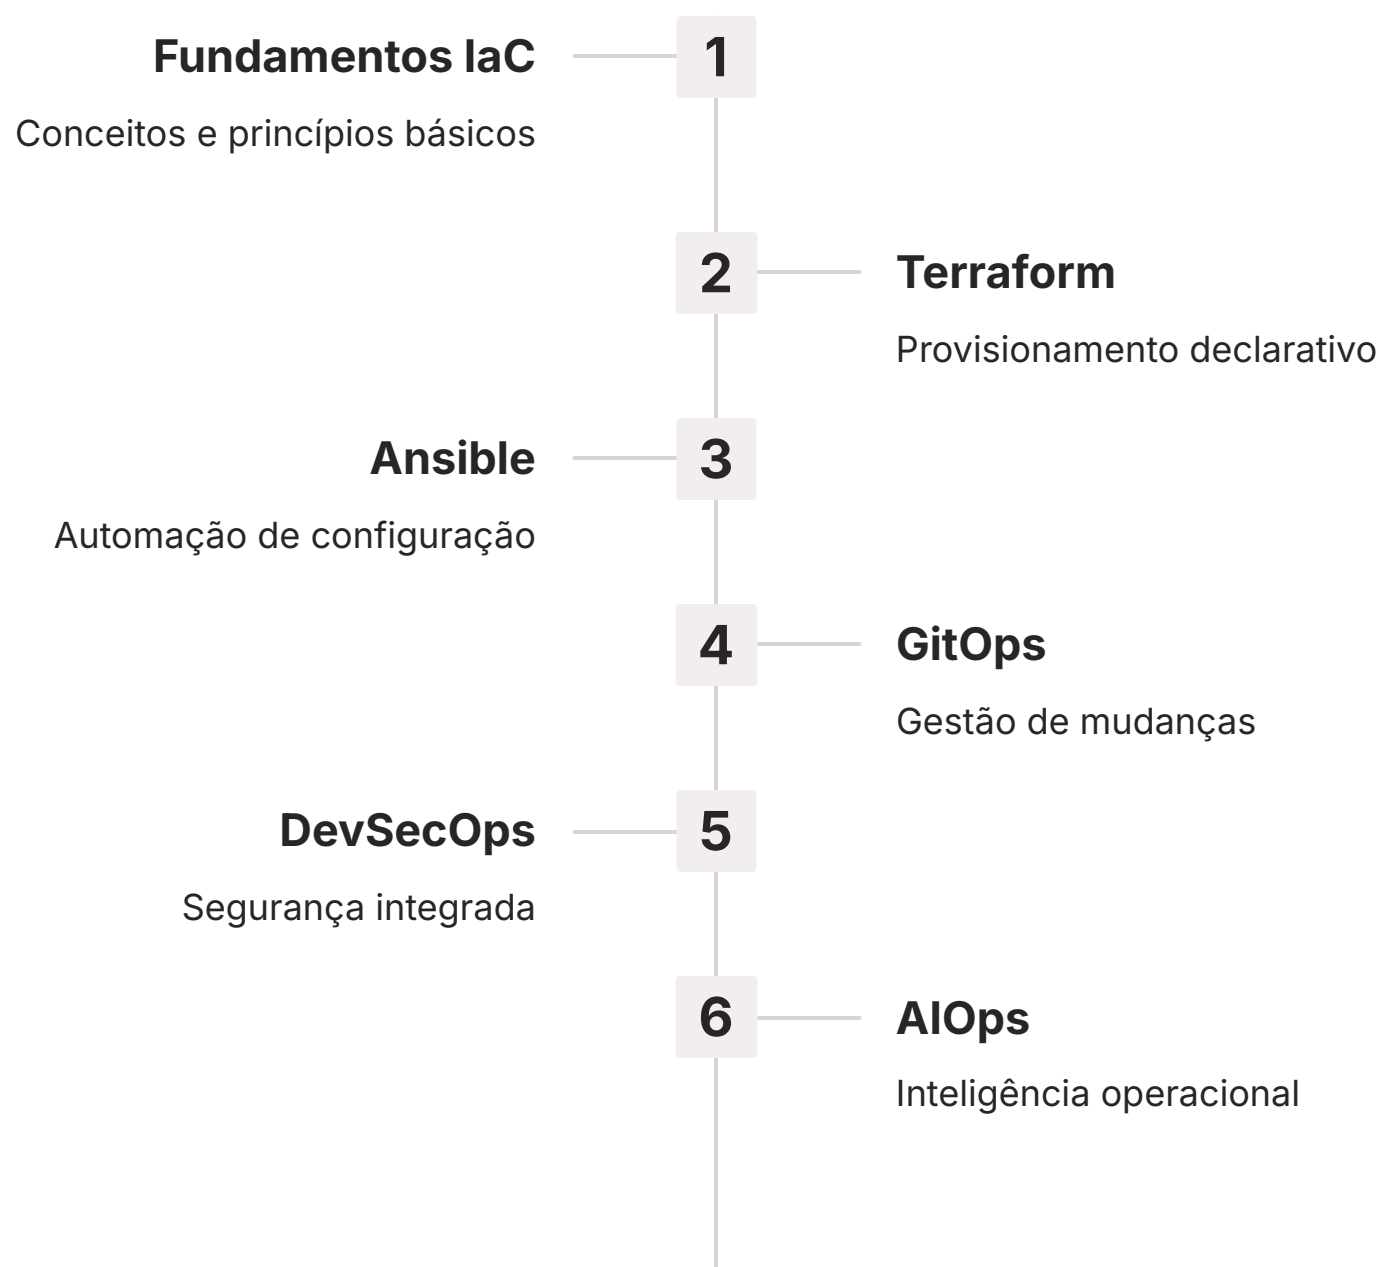 Fundamentos IaC
1
Conceitos e princípios básicos
2
Terraform
Provisionamento declarativo
Ansible
3
Automação de configuração
4
GitOps
Gestão de mudanças
DevSecOps
5
Segurança integrada
6
AIOps
Inteligência operacional